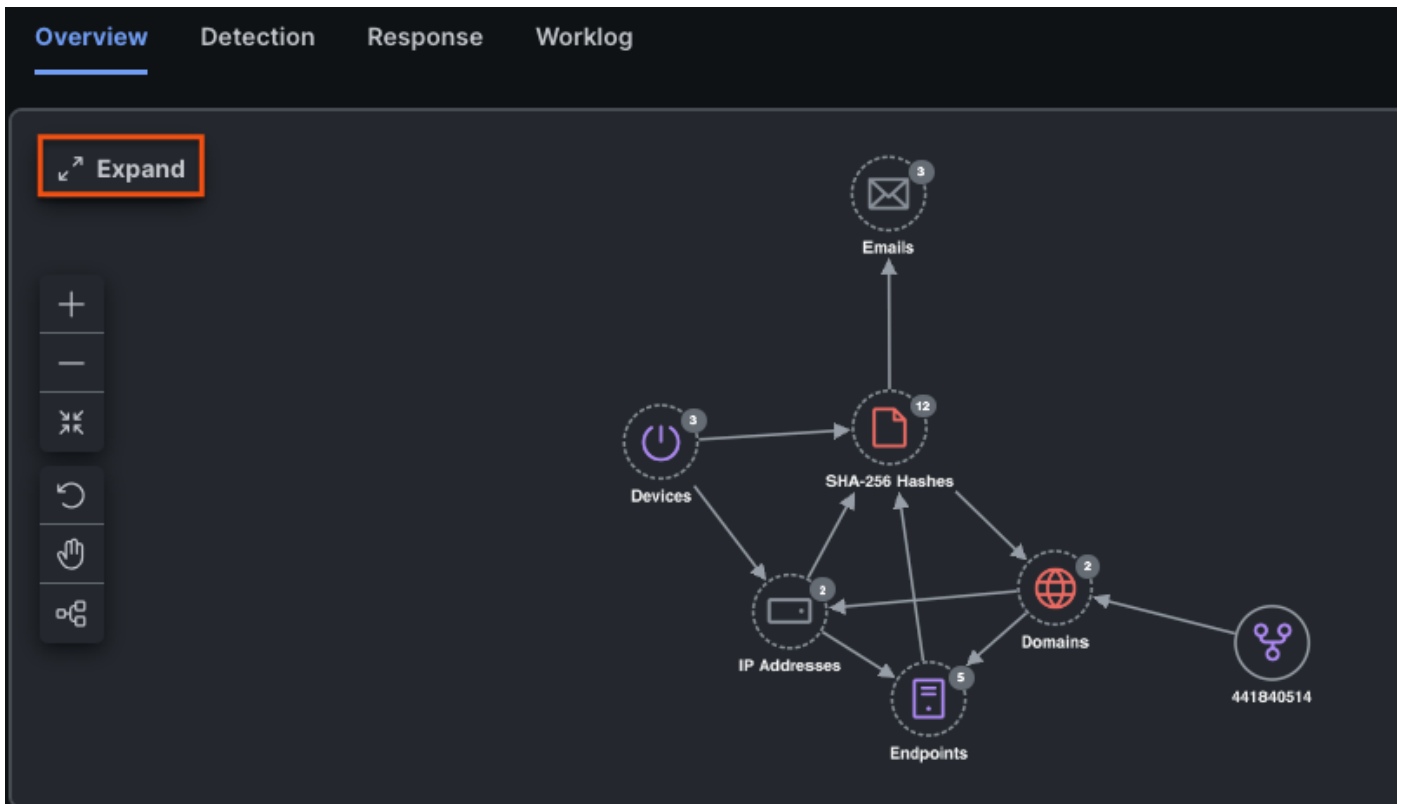 Overview Detection Response Worklog
Expand
3
Emails
12
SHA-256 Hashes
3
Devices
2
IP Addresses
2
Domains
5
Endpoints
441840514